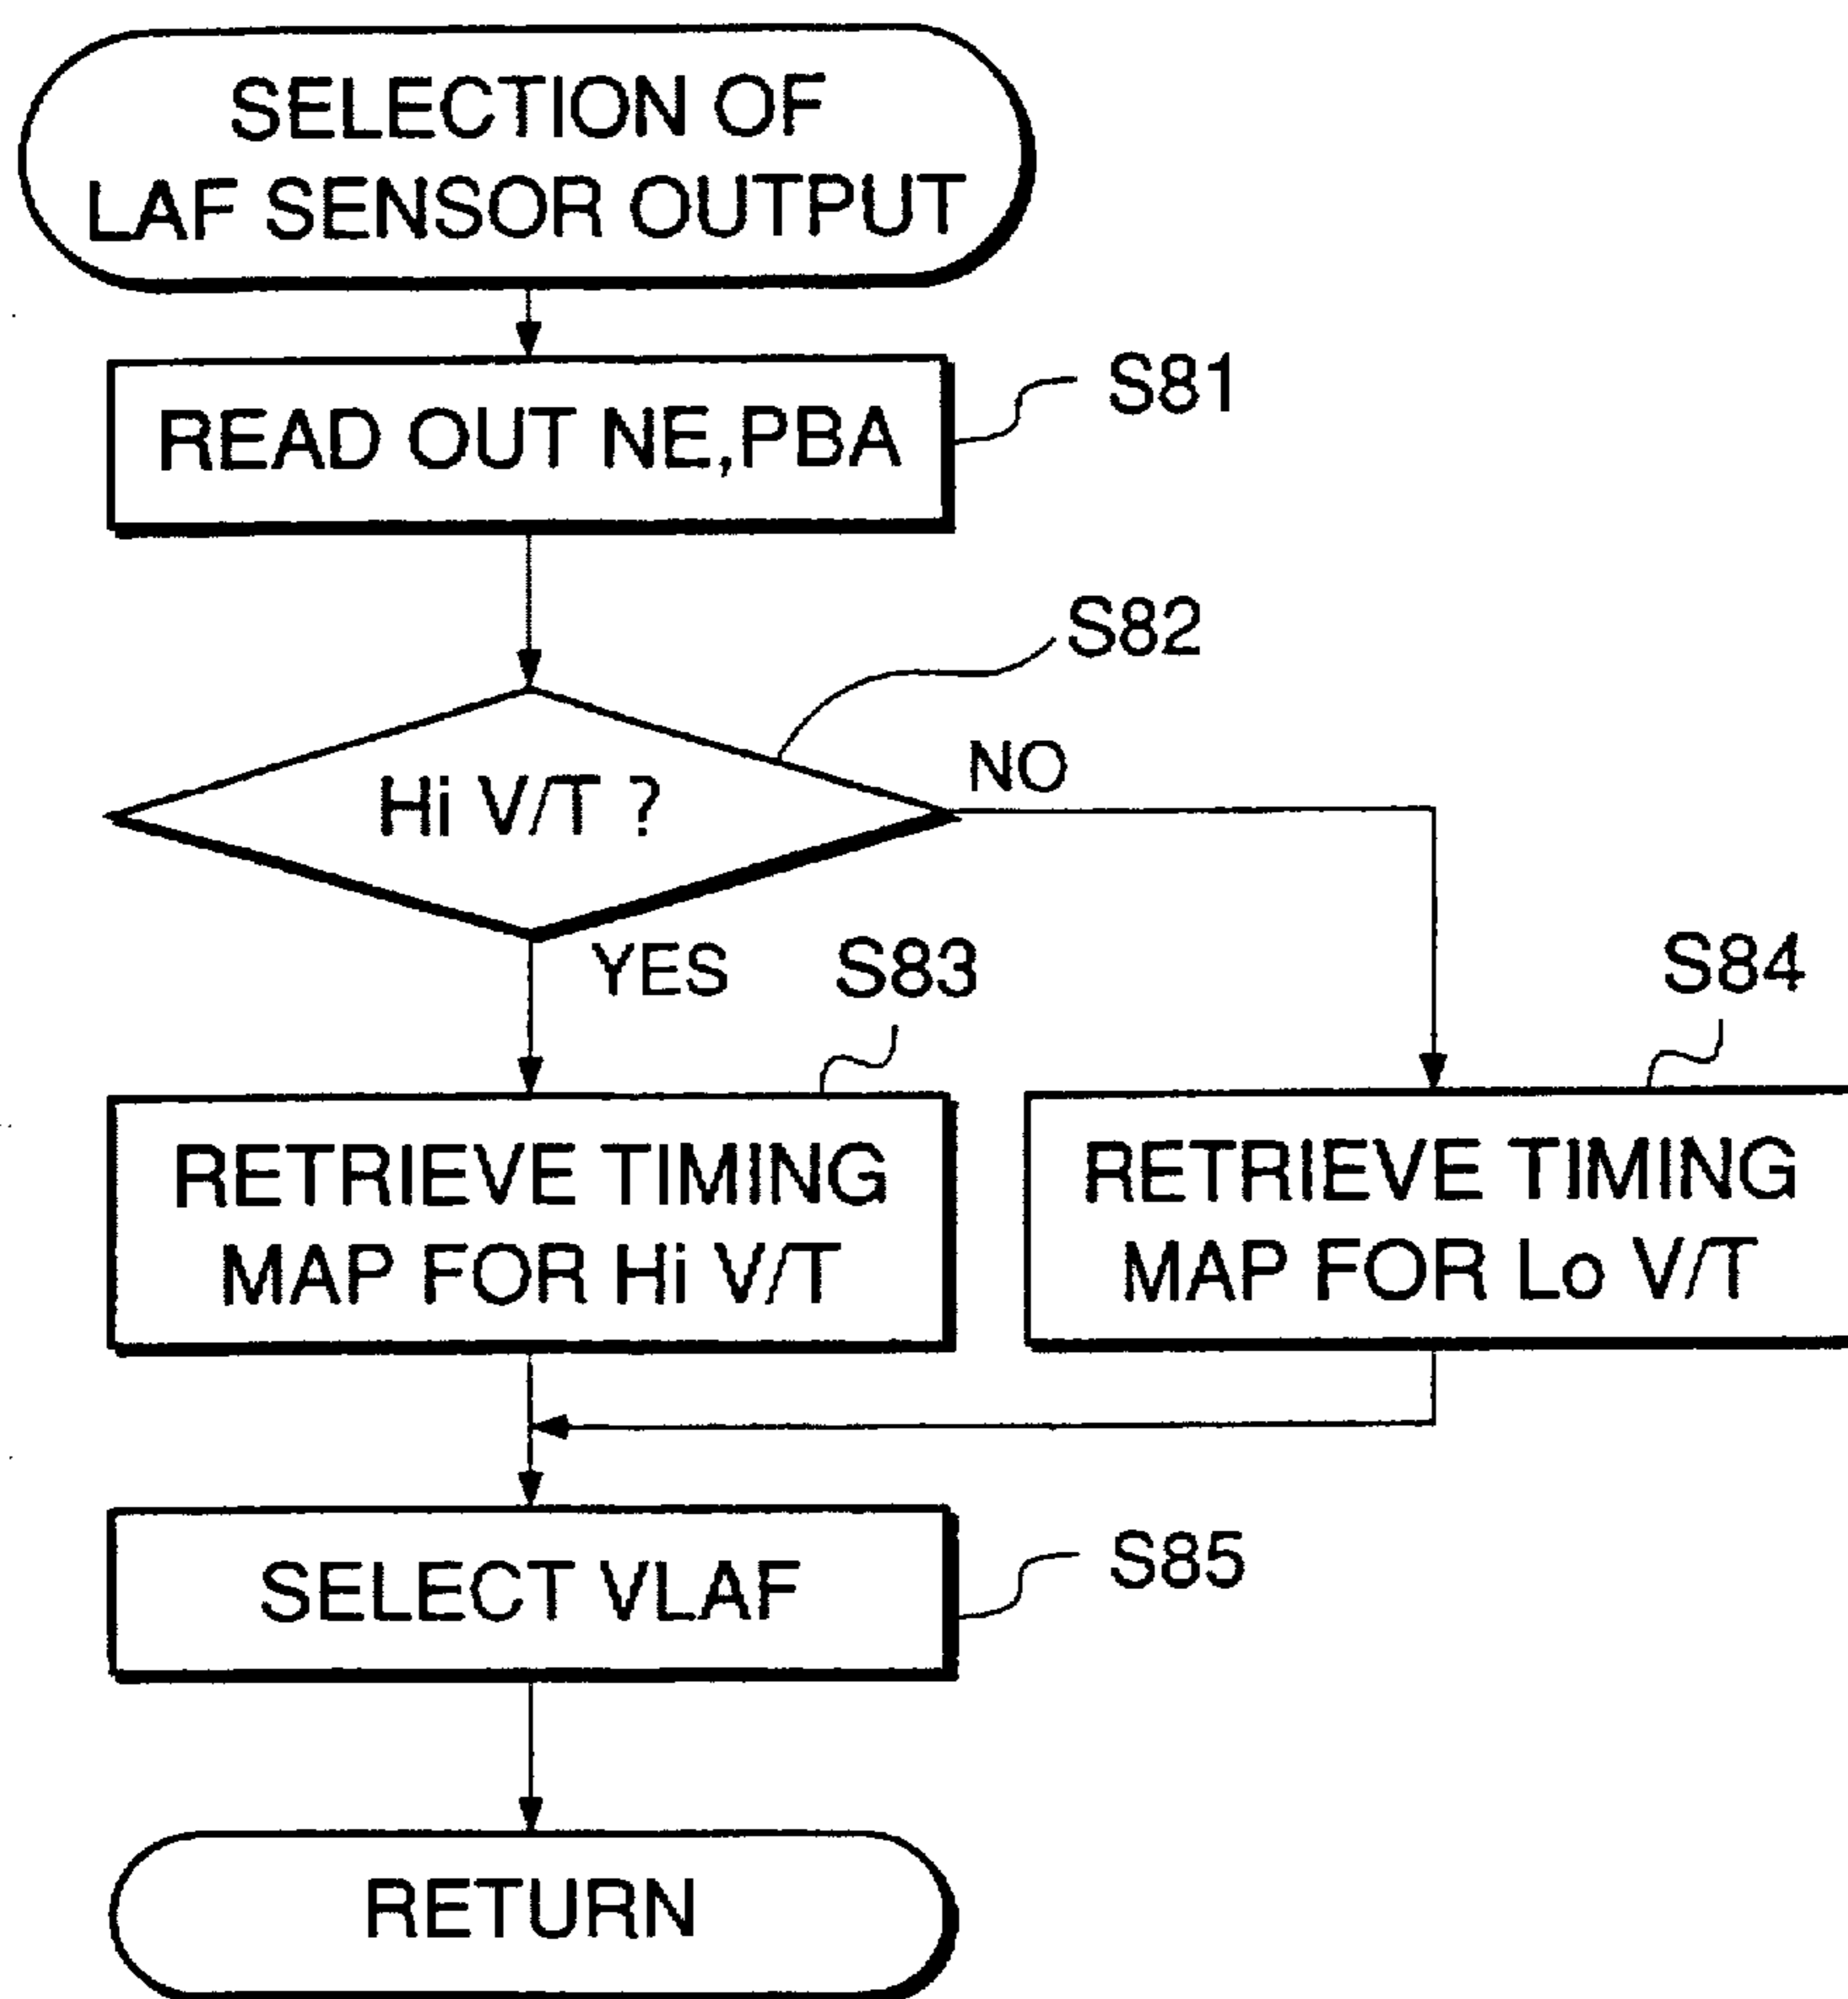 SELECTION OF
LAF SENSOR OUTPUT
READ OUT NE,PBA
S81
S82
Hi V/T ?
NO
YES
S83
S84
RETRIEVE TIMING
MAP FOR Hi V/T
RETRIEVE TIMING
MAP FOR Lo V/T
SELECT VLAF
S85
RETURN